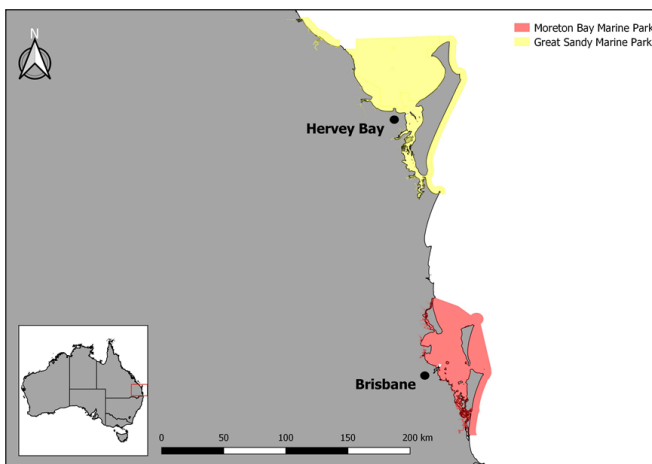 N
Moreton Bay Marine Park
Great Sandy Marine Park
Hervey Bay
Brisbane
0 50 100 150 200 km